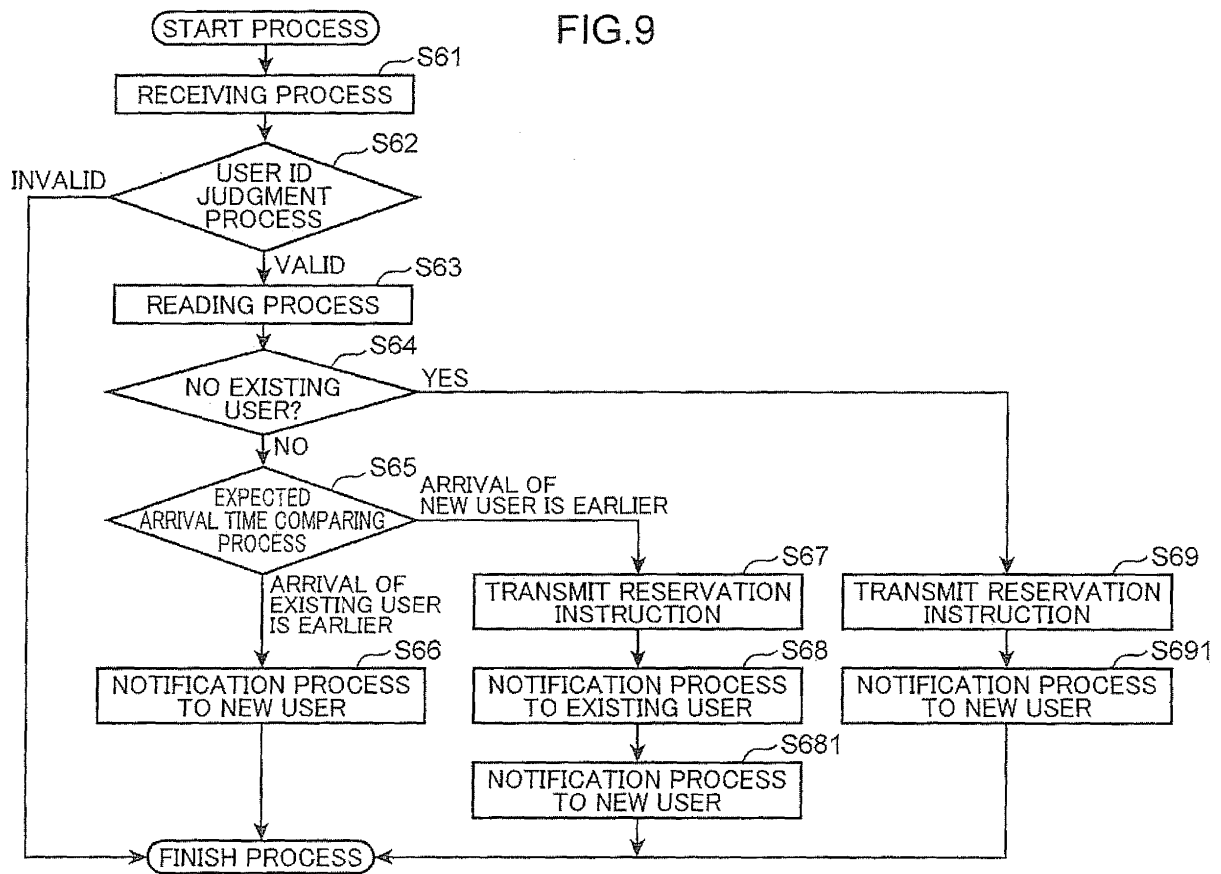 START PROCESS
FIG.9
S61
RECEIVING PROCESS
S62
INVALID
USER ID
JUDGMENT
PROCESS
VALID
S63
READING PROCESS
S64
NO EXISTING
USER?
YES
NO
S65
EXPECTED
ARRIVAL TIME COMPARING
PROCESS
ARRIVAL OF
NEW USER IS EARLIER
ARRIVAL OF
EXISTING USER
IS EARLIER
S67
TRANSMIT RESERVATION
INSTRUCTION
S69
TRANSMIT RESERVATION
INSTRUCTION
S66
NOTIFICATION PROCESS
TO NEW USER
S68
NOTIFICATION PROCESS
TO EXISTING USER
S691
NOTIFICATION PROCESS
TO NEW USER
S681
NOTIFICATION PROCESS
TO NEW USER
FINISH PROCESS